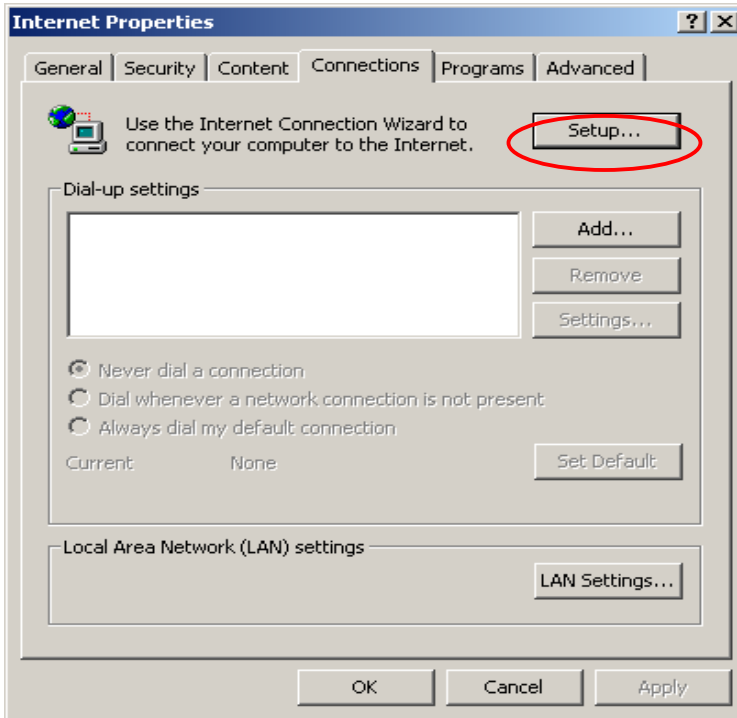 Internet Properties
General Security Content Connections Programs Advanced
Use the Internet Connection Wizard to
connect your computer to the Internet.
Setup...
Dial-up settings
Add...
Remove
Settings...
Never dial a connection
Dial whenever a network connection is not present
Always dial my default connection
Current None Set Default
Local Area Network (LAN) settings
LAN Settings...
OK Cancel Apply